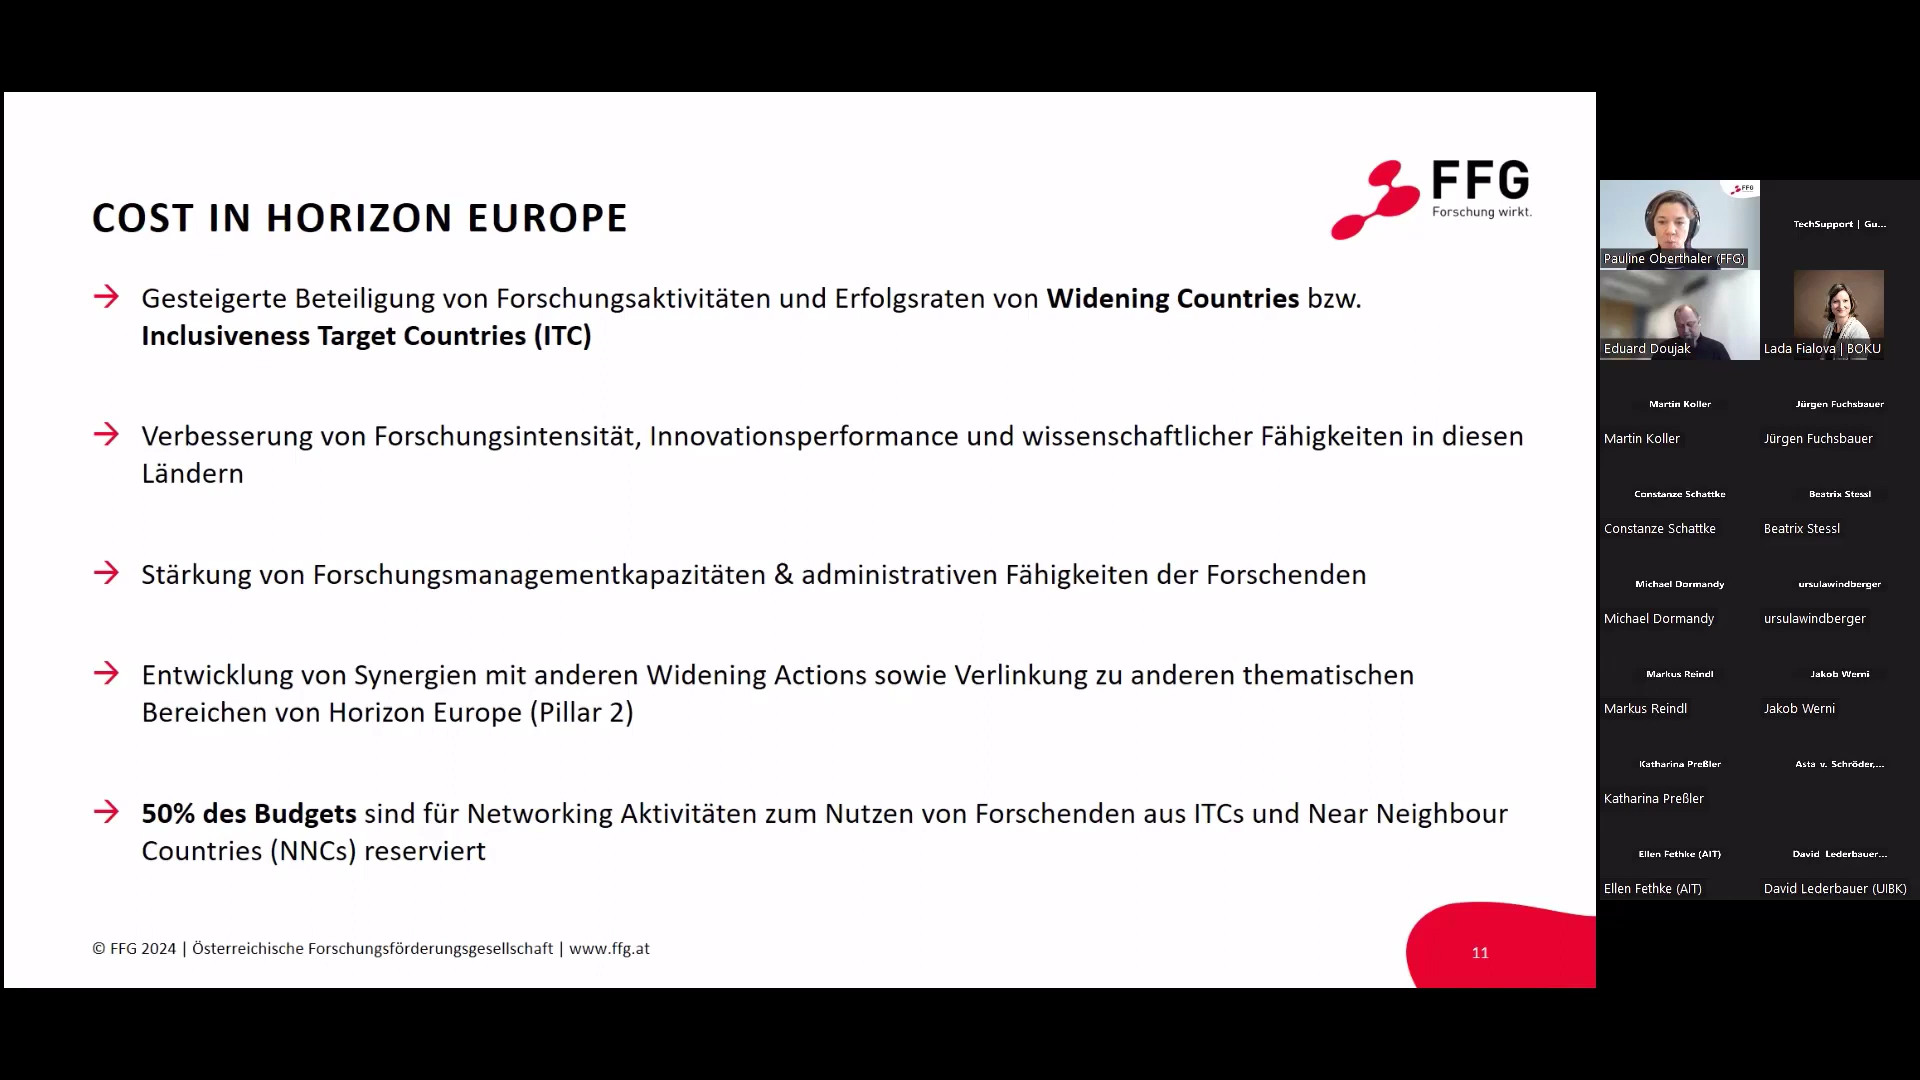 COST IN HORIZON EUROPE
FFG
Forschung wirkt.
→ Gesteigerte Beteiligung von Forschungsaktivitäten und Erfolgsraten von Widening Countries bzw.
Inclusiveness Target Countries (ITC)
→ Verbesserung von Forschungsintensität, Innovationsperformance und wissenschaftlicher Fähigkeiten in diesen
Ländern
→ Stärkung von Forschungsmanagementkapazitäten & administrativen Fähigkeiten der Forschenden
→ Entwicklung von Synergien mit anderen Widening Actions sowie Verlinkung zu anderen thematischen
Bereichen von Horizon Europe (Pillar 2)
→ 50% des Budgets sind für Networking Aktivitäten zum Nutzen von Forschenden aus ITCs und Near Neighbour
Countries (NNCs) reserviert
© FFG 2024 | Österreichische Forschungsförderungsgesellschaft | www.ffg.at
11
FFG
Pauline Oberthaler (FFG)
TechSupport | Gu...
Eduard Doujak
Lada Fialova | BOKU
Martin Koller
Martin Koller
Jürgen Fuchsbauer
Jürgen Fuchsbauer
Constanze Schattke
Constanze Schattke
Beatrix Stessl
Beatrix Stessl
Michael Dormandy
Michael Dormandy
ursulawindberger
ursulawindberger
Markus Reindl
Markus Reindl
Jakob Werni
Jakob Werni
Katharina Preßler
Katharina Preßler
Asta v. Schröder,...
Ellen Fethke (AIT)
Ellen Fethke (AIT)
David Lederbauer...
David Lederbauer (UIBK)